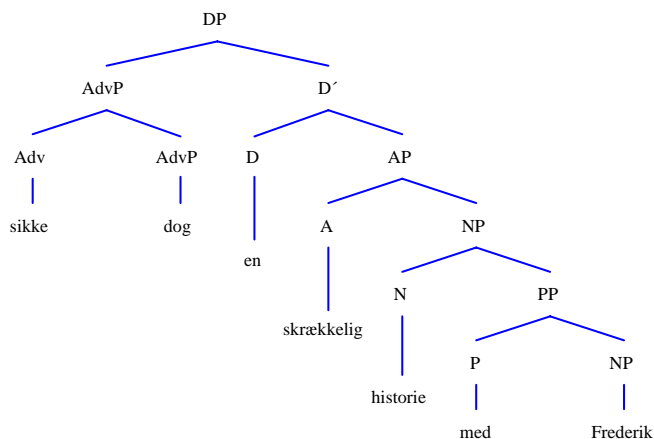 DP
AdvP D´
Adv AdvP D AP
sikke dog A NP
en N PP
skrækkelig P NP
historie
med Frederik